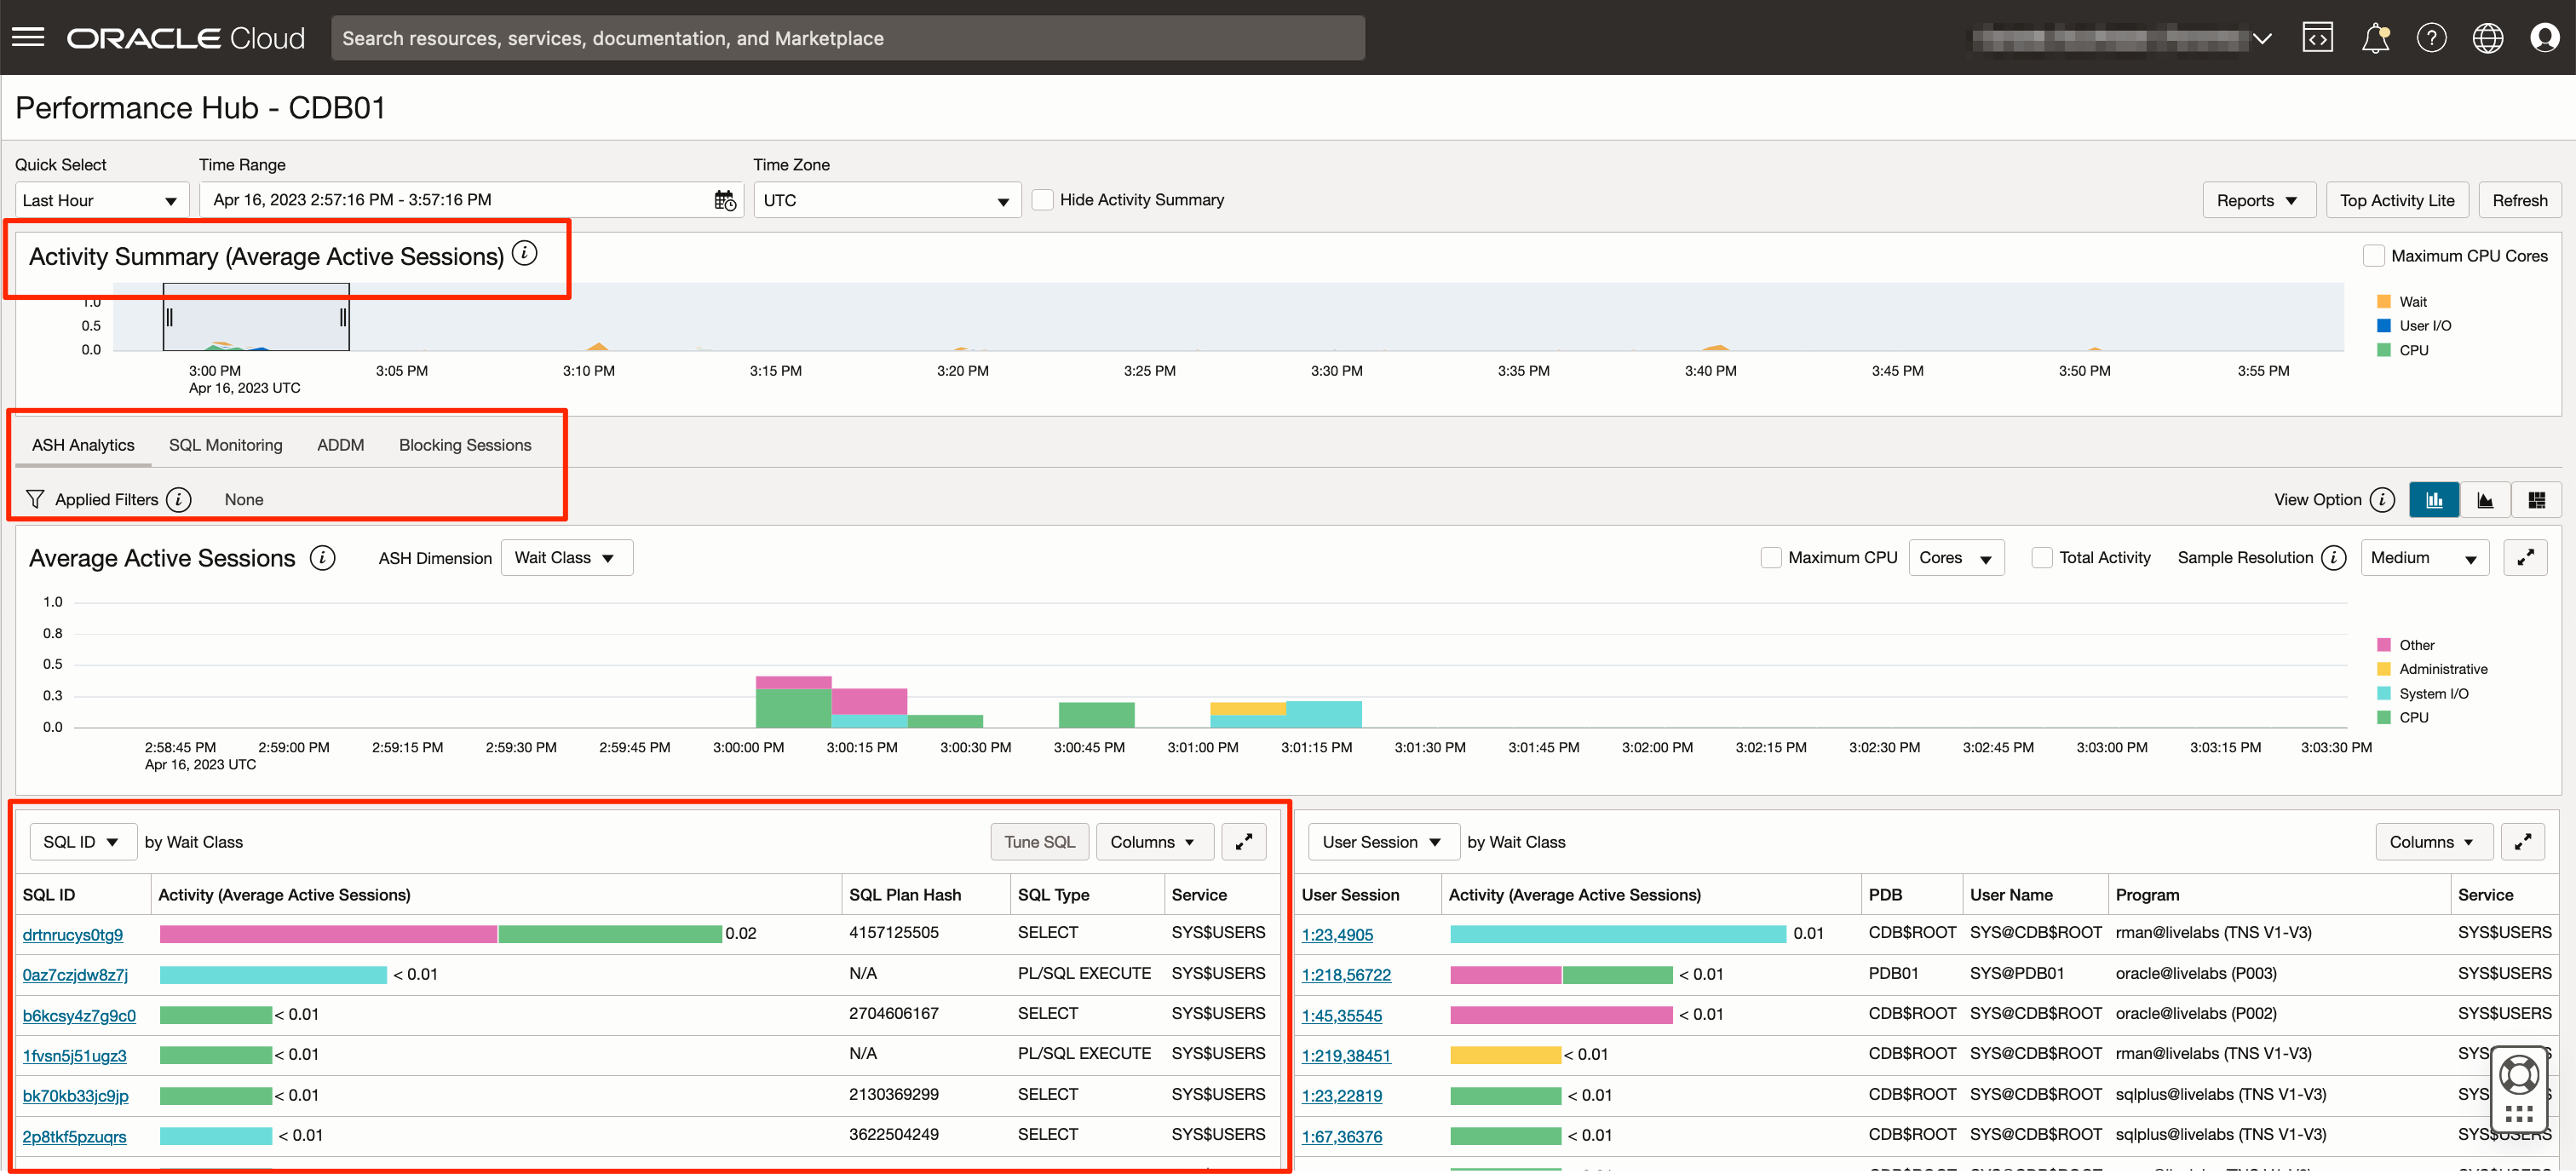 ORACLE Cloud
Search resources, services, documentation, and Marketplace
Performance Hub - CDB01
Quick Select Time Range Time Zone
Last Hour Apr 16, 2023 2:57:16 PM - 3:57:16 PM UTC Hide Activity Summary Reports Top Activity Lite Refresh
Activity Summary (Average Active Sessions) Maximum CPU Cores
1.0 Wait
0.5 User I/O
0.0 CPU
3:00 PM 3:05 PM 3:10 PM 3:15 PM 3:20 PM 3:25 PM 3:30 PM 3:35 PM 3:40 PM 3:45 PM 3:50 PM 3:55 PM
Apr 16, 2023 UTC
ASH Analytics SQL Monitoring ADDM Blocking Sessions
Applied Filters None View Option
Average Active Sessions ASH Dimension Wait Class Maximum CPU Cores Total Activity Sample Resolution Medium
1.0
0.8
0.5
0.3
0.0
Other
Administrative
System I/O
CPU
2:58:45 PM 2:59:00 PM 2:59:15 PM 2:59:30 PM 2:59:45 PM 3:00:00 PM 3:00:15 PM 3:00:30 PM 3:00:45 PM 3:01:00 PM 3:01:15 PM 3:01:30 PM 3:01:45 PM 3:02:00 PM 3:02:15 PM 3:02:30 PM 3:02:45 PM 3:03:00 PM 3:03:15 PM 3:03:30 PM
Apr 16, 2023 UTC
SQL ID by Wait Class Tune SQL Columns
SQL ID Activity (Average Active Sessions) SQL Plan Hash SQL Type Service
drtnrucys0tg9 0.02 4157125505 SELECT SYS$USERS
0az7czjdw8z7j < 0.01 N/A PL/SQL EXECUTE SYS$USERS
b6kcsy4z7g9c0 < 0.01 2704606167 SELECT SYS$USERS
1fvsn5j51ugz3 < 0.01 N/A PL/SQL EXECUTE SYS$USERS
bk70kb33jc9jp < 0.01 2130369299 SELECT SYS$USERS
2p8tkf5pzuqrs < 0.01 3622504249 SELECT SYS$USERS
User Session by Wait Class Columns
User Session Activity (Average Active Sessions) PDB User Name Program Service
1:23,4905 0.01 CDB$ROOT SYS@CDB$ROOT rman@livelabs (TNS V1-V3) SYS$USERS
1:218,56722 < 0.01 PDB01 SYS@PDB01 oracle@livelabs (P003) SYS$USERS
1:45,35545 < 0.01 CDB$ROOT SYS@CDB$ROOT oracle@livelabs (P002) SYS$USERS
1:219,38451 < 0.01 CDB$ROOT SYS@CDB$ROOT rman@livelabs (TNS V1-V3) SYS
1:23,22819 < 0.01 CDB$ROOT SYS@CDB$ROOT sqlplus@livelabs (TNS V1-V3) SYS
1:67,36376 < 0.01 CDB$ROOT SYS@CDB$ROOT sqlplus@livelabs (TNS V1-V3) SYS$USERS